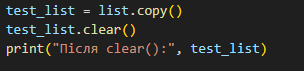 test_list = list.copy()
test_list.clear()
print("Після clear():", test_list)